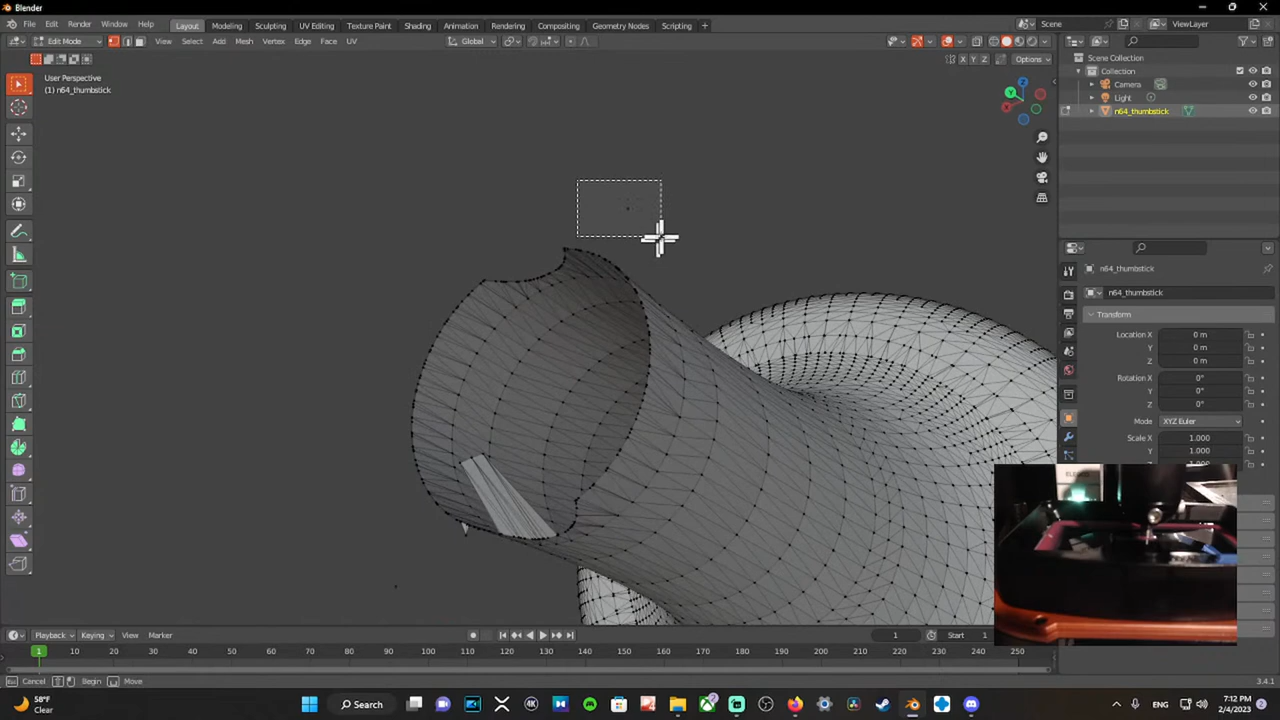 Blender
File Edit Render Window Help Layout Modeling Sculpting UV Editing Texture Paint Shading Animation Rendering Compositing Geometry Nodes Scripting + Scene ViewLayer
Edit Mode View Select Add Mesh Vertex Edge Face UV Global
X Y Z Options
User Perspective
(1) n64_thumbstick
Scene Collection
Collection
Camera
Light
n64_thumbstick
n64_thumbstick
n64_thumbstick
Transform
Location X 0 m
Y 0 m
Z 0 m
Rotation X 0°
Y 0°
Z 0°
Mode XYZ Euler
Scale X 1.000
Y 1.000
Playback Keying View Marker 1 Start 1
1 10 20 30 40 50 60 70 80 90 100 110 120 130 140 150 160 170 180 190 200 210 220 230 240 250
Cancel Begin Move 3.4.1
58°F
Clear
Search
ENG
7:12 PM
2/4/2023